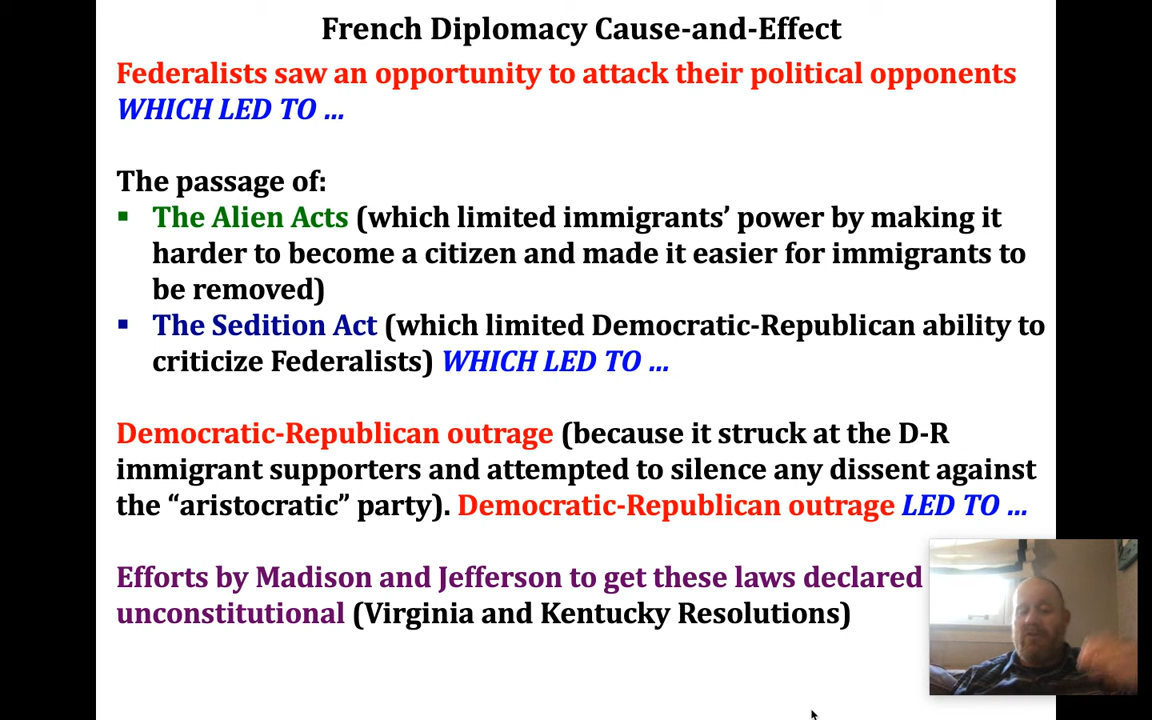 French Diplomacy Cause-and-Effect
Federalists saw an opportunity to attack their political opponents
WHICH LED TO …
The passage of:
▪ The Alien Acts (which limited immigrants’ power by making it
harder to become a citizen and made it easier for immigrants to
be removed)
▪ The Sedition Act (which limited Democratic-Republican ability to
criticize Federalists) WHICH LED TO …
Democratic-Republican outrage (because it struck at the D-R
immigrant supporters and attempted to silence any dissent against
the “aristocratic” party). Democratic-Republican outrage LED TO …
Efforts by Madison and Jefferson to get these laws declared
unconstitutional (Virginia and Kentucky Resolutions)